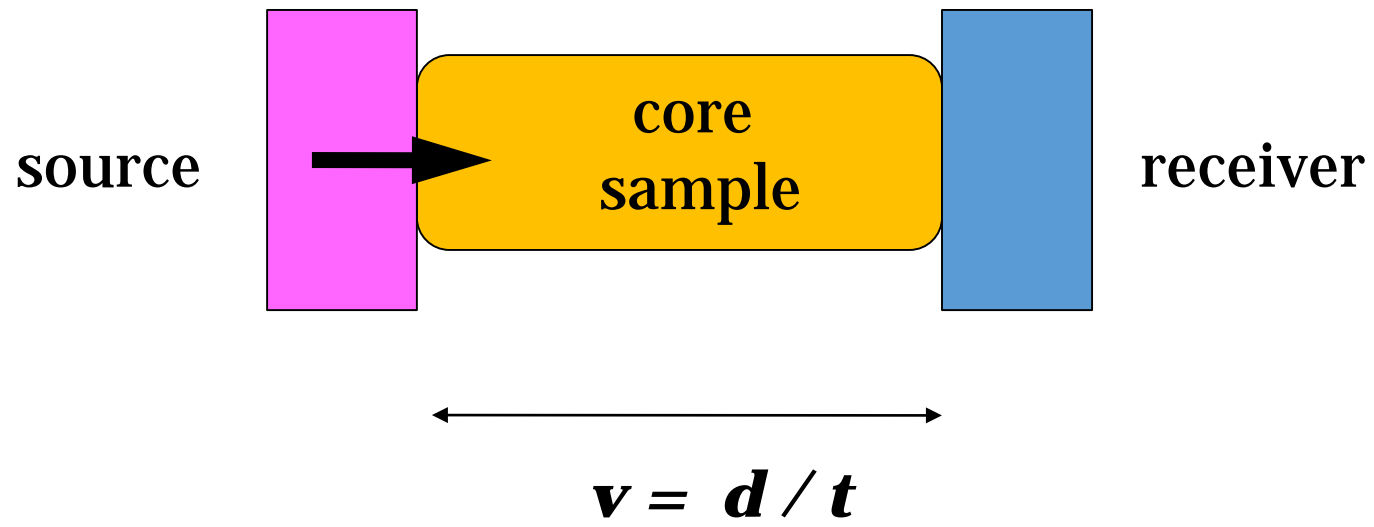 source
core
sample
receiver
v = d / t